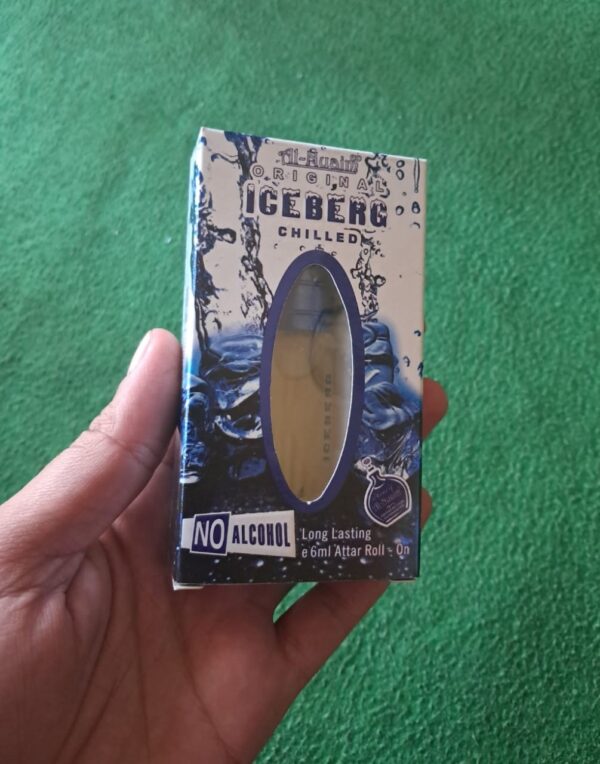 Al-Nuaim
ORIGINAL
ICEBERG
CHILLED
ICEBERG
NO ALCOHOL
Long Lasting
e 6ml Attar Roll - On